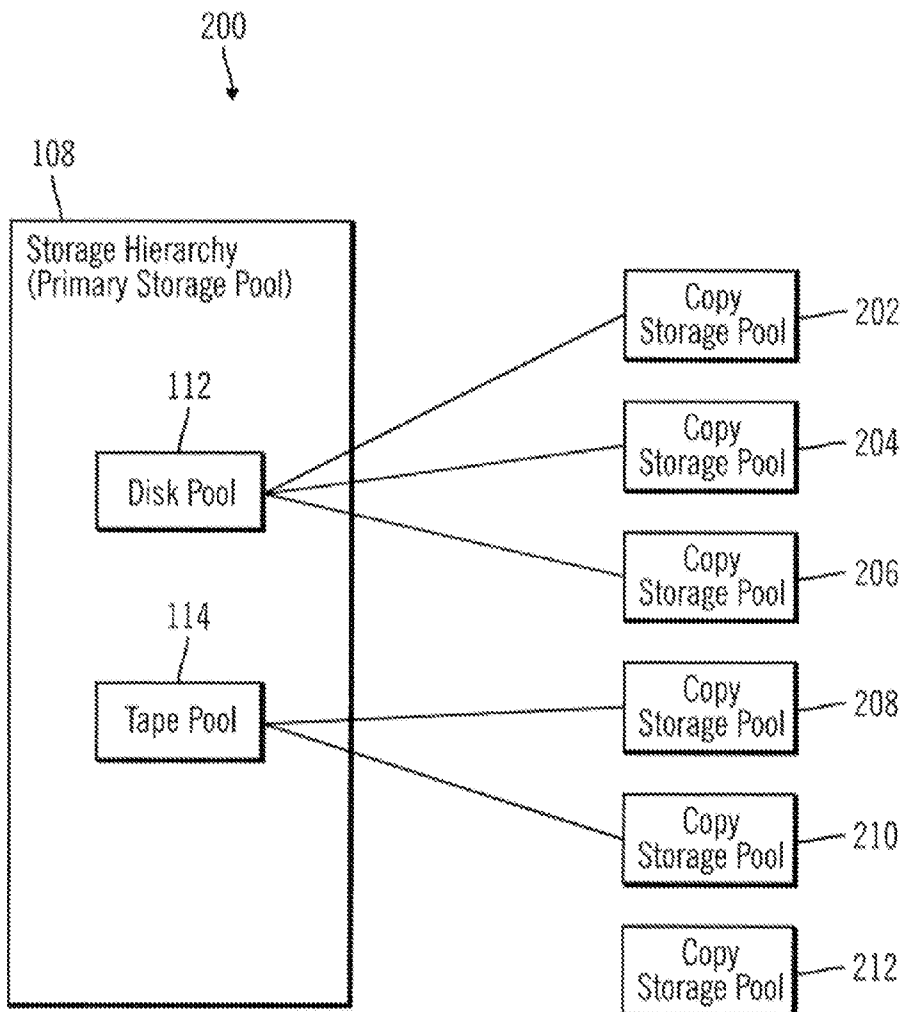 200
108
Storage Hierarchy
(Primary Storage Pool)
112
Disk Pool
114
Tape Pool
Copy
Storage Pool
202
Copy
Storage Pool
204
Copy
Storage Pool
206
Copy
Storage Pool
208
Copy
Storage Pool
210
Copy
Storage Pool
212